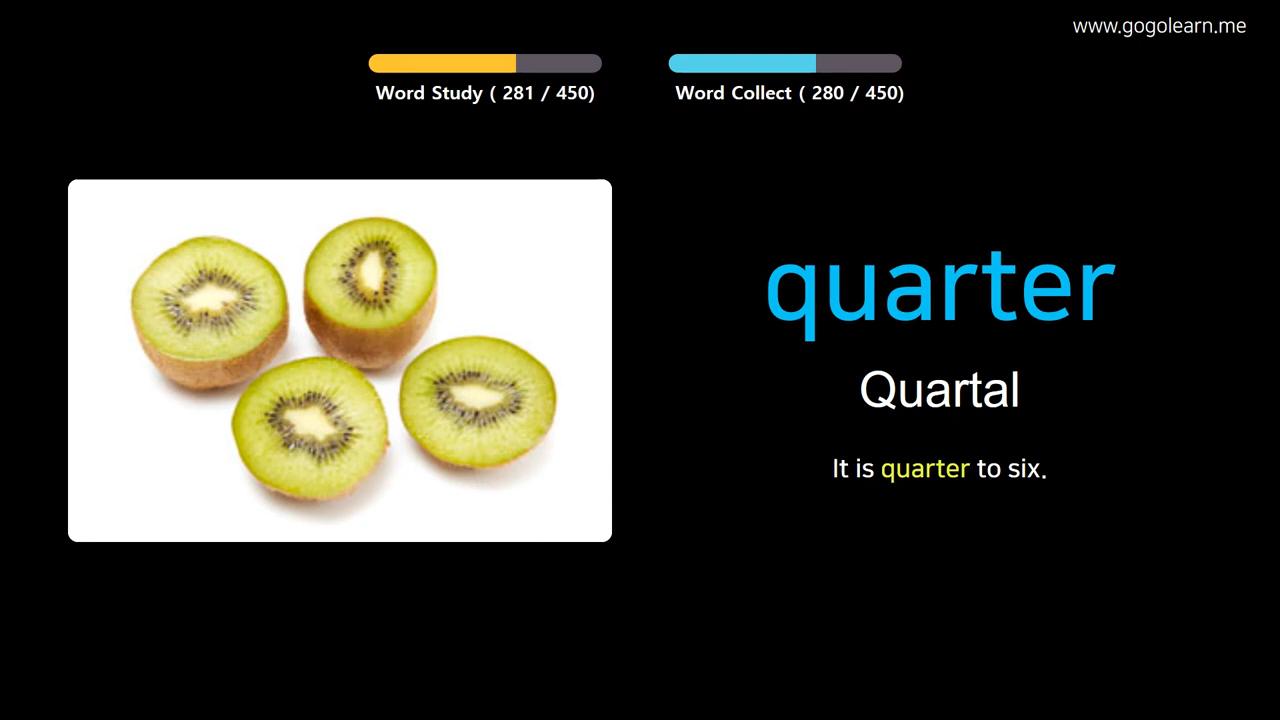 www.gogolearn.me
Word Study ( 281 / 450)
Word Collect ( 280 / 450)
quarter
Quartal
It is quarter to six.